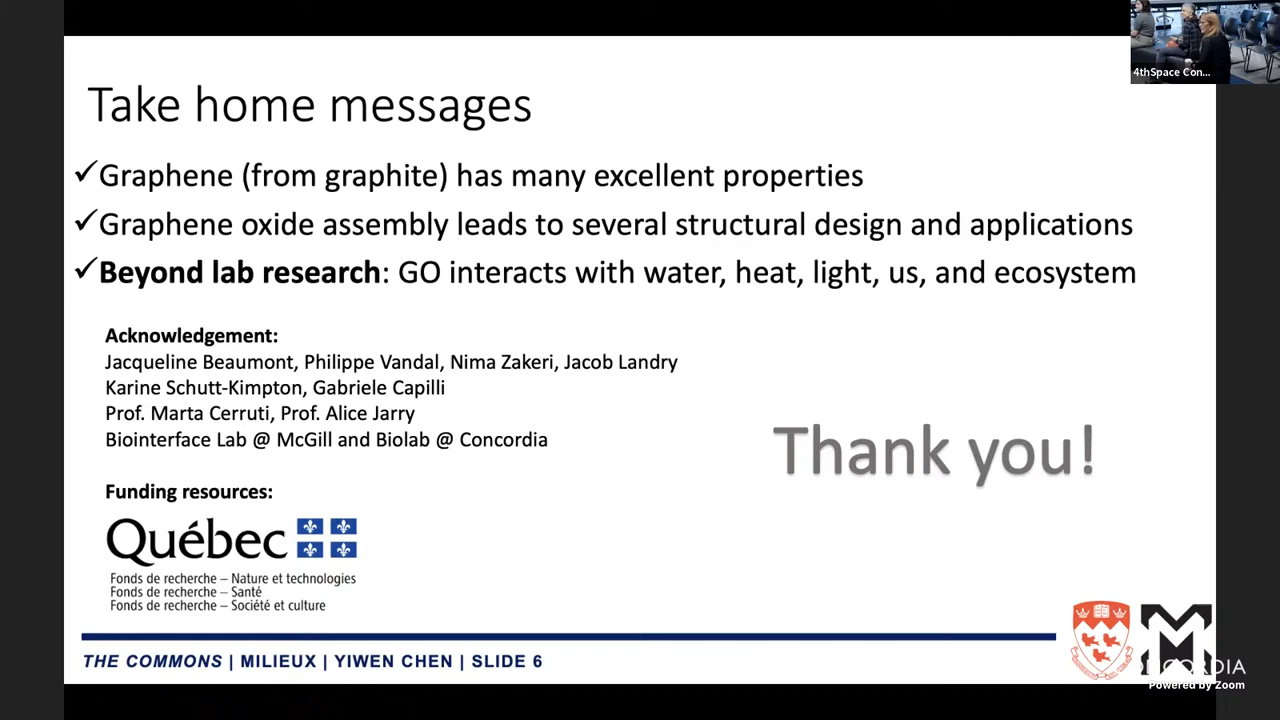 4thSpace Con...
Take home messages
✓Graphene (from graphite) has many excellent properties
✓Graphene oxide assembly leads to several structural design and applications
✓Beyond lab research: GO interacts with water, heat, light, us, and ecosystem
Acknowledgement:
Jacqueline Beaumont, Philippe Vandal, Nima Zakeri, Jacob Landry
Karine Schutt-Kimpton, Gabriele Capilli
Prof. Marta Cerruti, Prof. Alice Jarry
Biointerface Lab @ McGill and Biolab @ Concordia
Thank you!
Funding resources:
Québec
Fonds de recherche – Nature et technologies
Fonds de recherche – Santé
Fonds de recherche – Société et culture
THE COMMONS | MILIEUX | YIWEN CHEN | SLIDE 6
M
Powered by Zoom